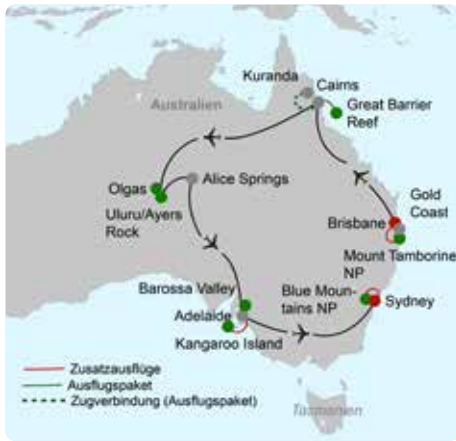 Kuranda
Cairns
Australien
Great Barrier
Reef
Olgas
Alice Springs
Uluru/Ayers
Rock
Gold
Coast
Brisbane
Mount Tamborine
NP
Barossa Valley
Blue Moun-
tains NP
Sydney
Adelaide
Kangaroo Island
Zusatzausflüge
Ausflugspaket
Zugverbindung (Ausflugspaket)
Tasmanien